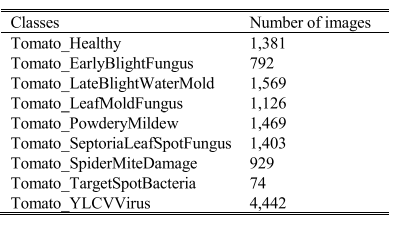 Classes Number of images
Tomato_Healthy 1,381
Tomato_EarlyBlightFungus 792
Tomato_LateBlightWaterMold 1,569
Tomato_LeafMoldFungus 1,126
Tomato_PowderyMildew 1,469
Tomato_SeptoriaLeafSpotFungus 1,403
Tomato_SpiderMiteDamage 929
Tomato_TargetSpotBacteria 74
Tomato_YLCVVirus 4,442